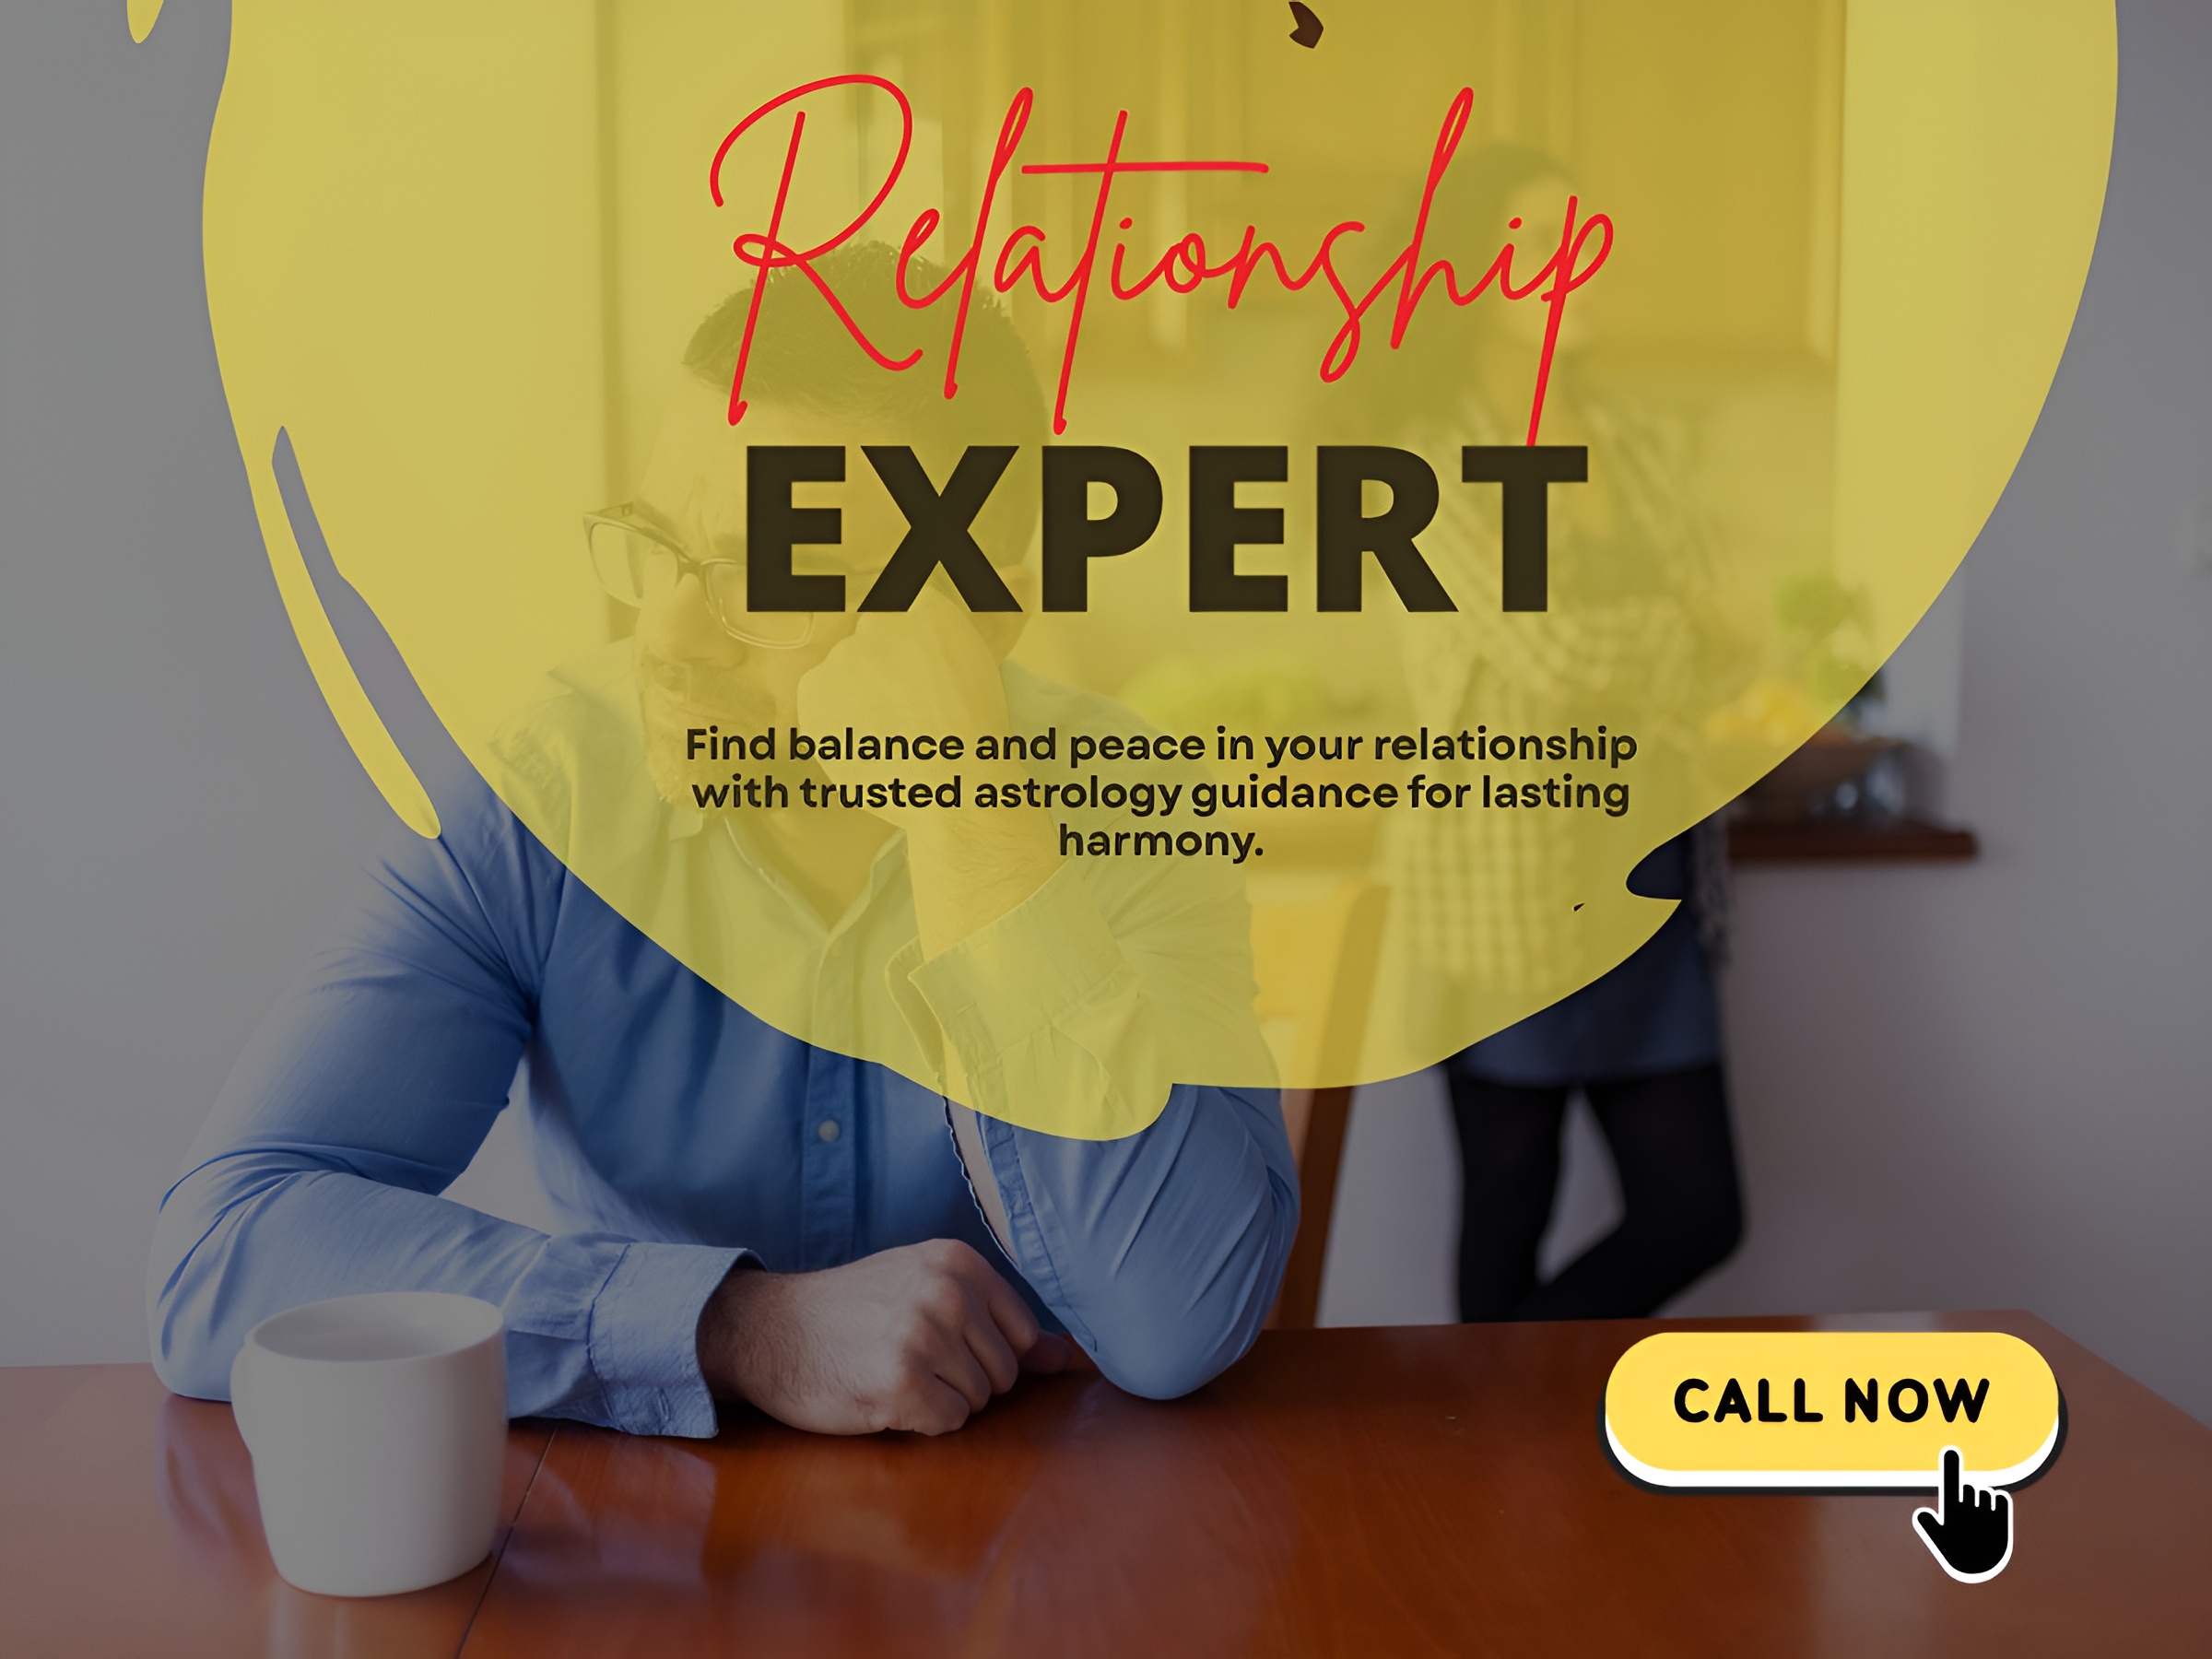 Relationship
EXPERT
Find balance and peace in your relationship
with trusted astrology guidance for lasting
harmony.
CALL NOW